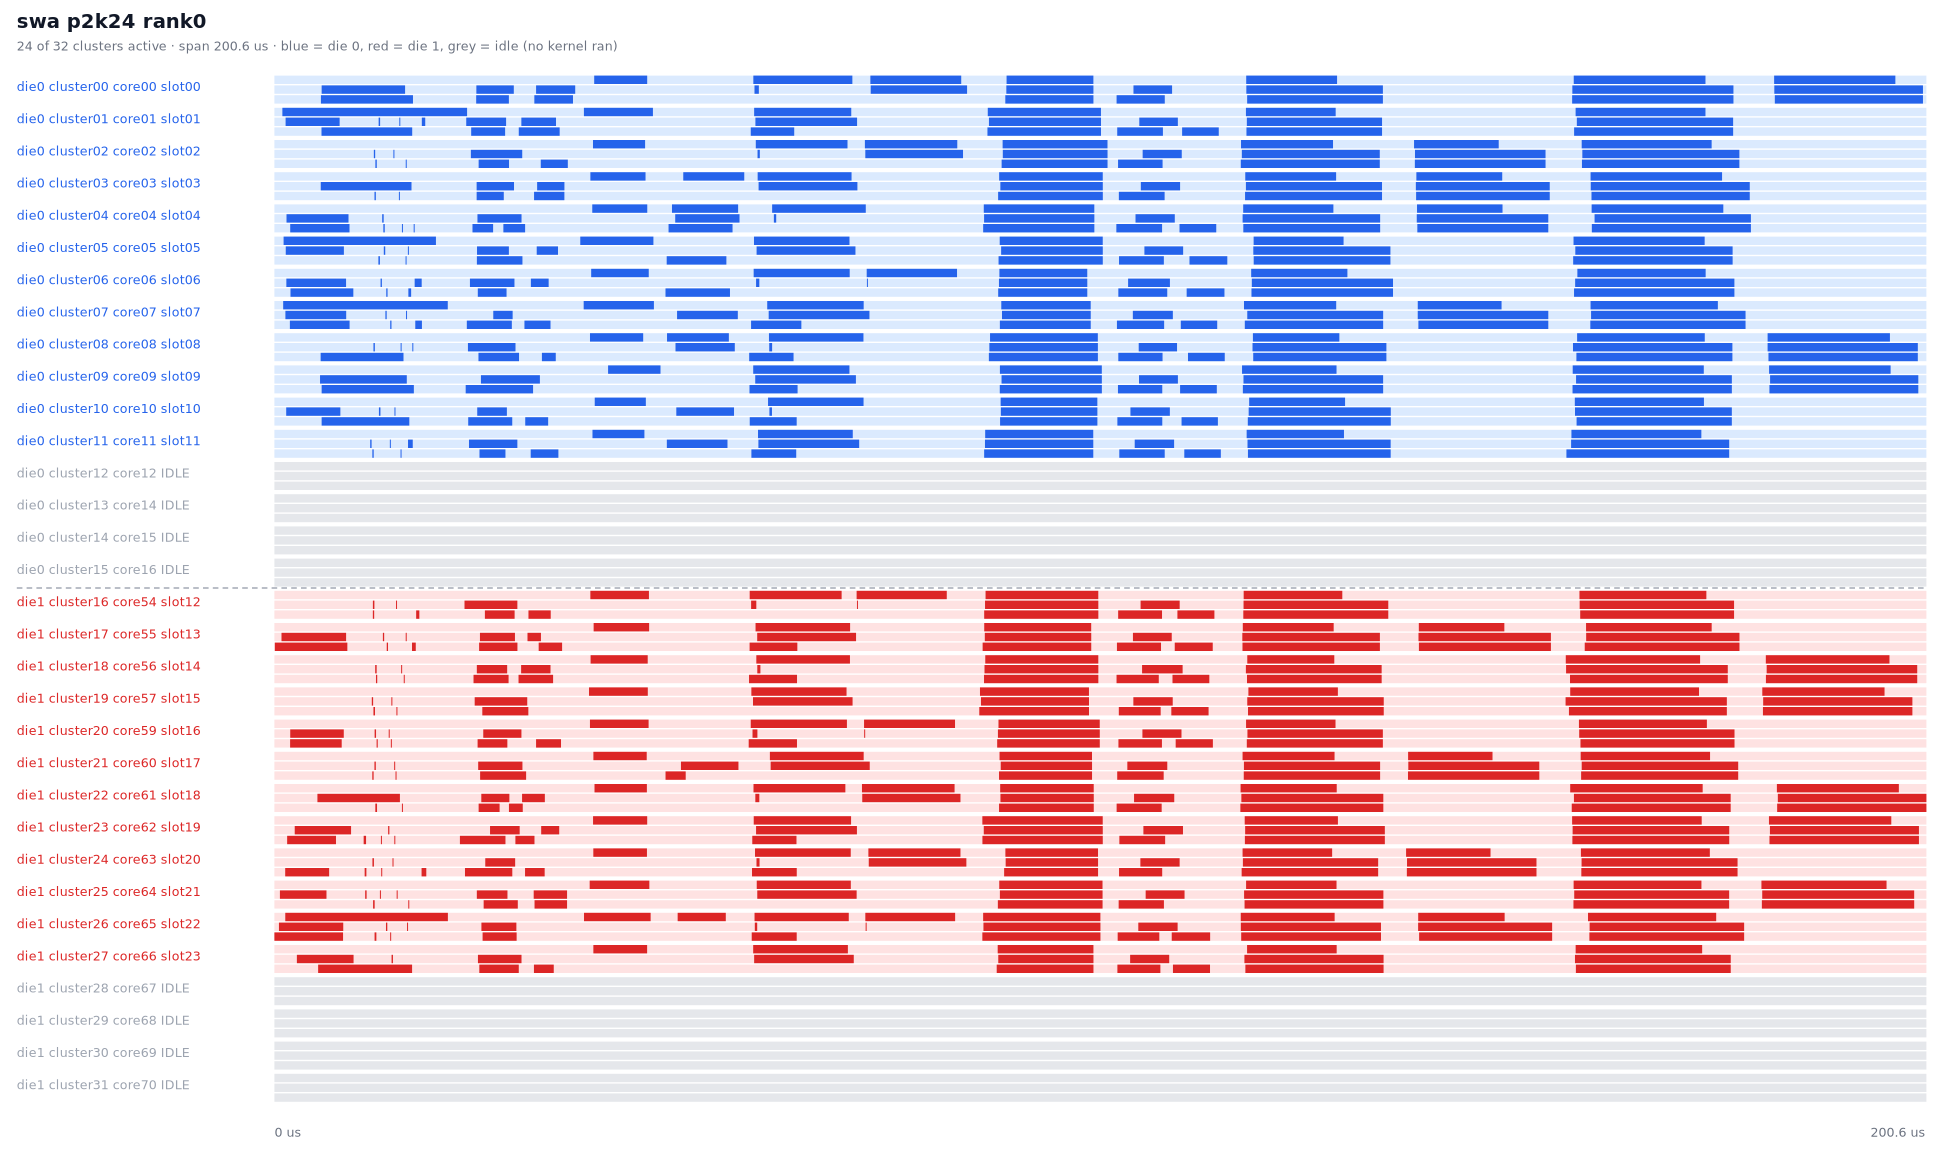 swa p2k24 rank0
24 of 32 clusters active · span 200.6 us · blue = die 0, red = die 1, grey = idle (no kernel ran)
die0 cluster00 core00 slot00
die0 cluster01 core01 slot01
die0 cluster02 core02 slot02
die0 cluster03 core03 slot03
die0 cluster04 core04 slot04
die0 cluster05 core05 slot05
die0 cluster06 core06 slot06
die0 cluster07 core07 slot07
die0 cluster08 core08 slot08
die0 cluster09 core09 slot09
die0 cluster10 core10 slot10
die0 cluster11 core11 slot11
die0 cluster12 core12 IDLE
die0 cluster13 core14 IDLE
die0 cluster14 core15 IDLE
die0 cluster15 core16 IDLE
die1 cluster16 core54 slot12
die1 cluster17 core55 slot13
die1 cluster18 core56 slot14
die1 cluster19 core57 slot15
die1 cluster20 core59 slot16
die1 cluster21 core60 slot17
die1 cluster22 core61 slot18
die1 cluster23 core62 slot19
die1 cluster24 core63 slot20
die1 cluster25 core64 slot21
die1 cluster26 core65 slot22
die1 cluster27 core66 slot23
die1 cluster28 core67 IDLE
die1 cluster29 core68 IDLE
die1 cluster30 core69 IDLE
die1 cluster31 core70 IDLE
0 us
200.6 us